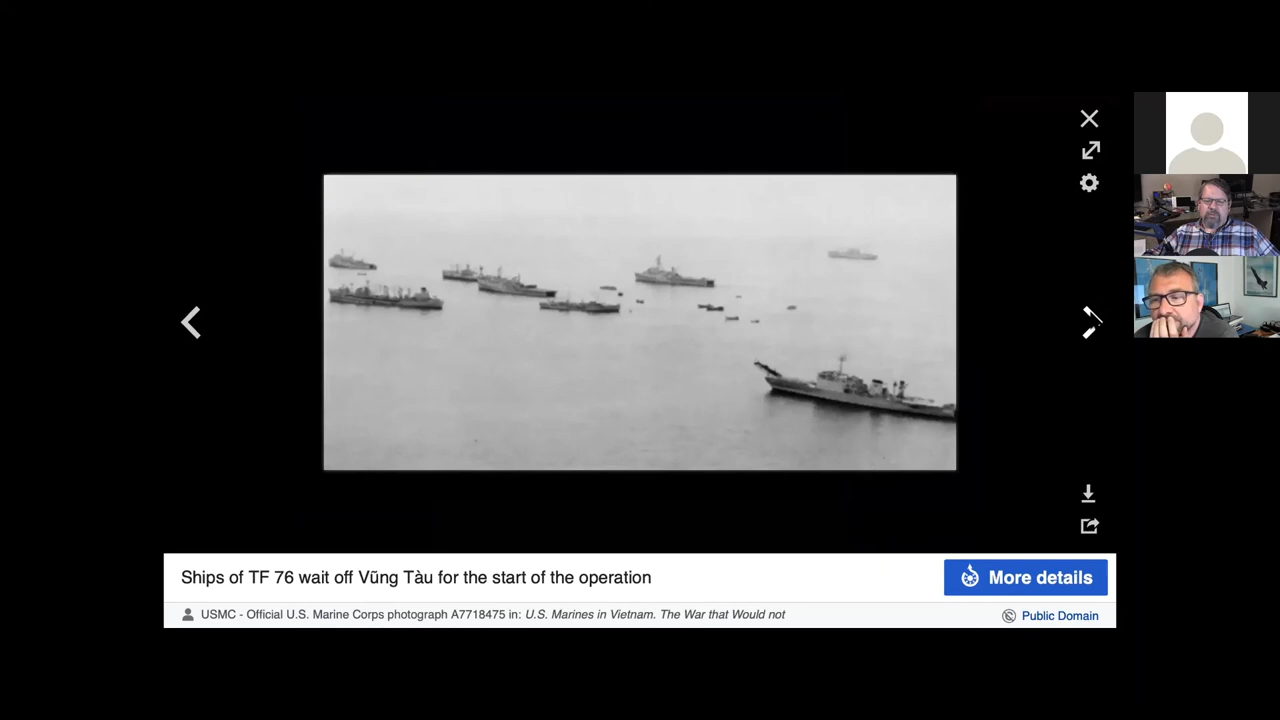 Ships of TF 76 wait off Vũng Tàu for the start of the operation
More details
USMC - Official U.S. Marine Corps photograph A7718475 in: U.S. Marines in Vietnam. The War that Would not
Public Domain